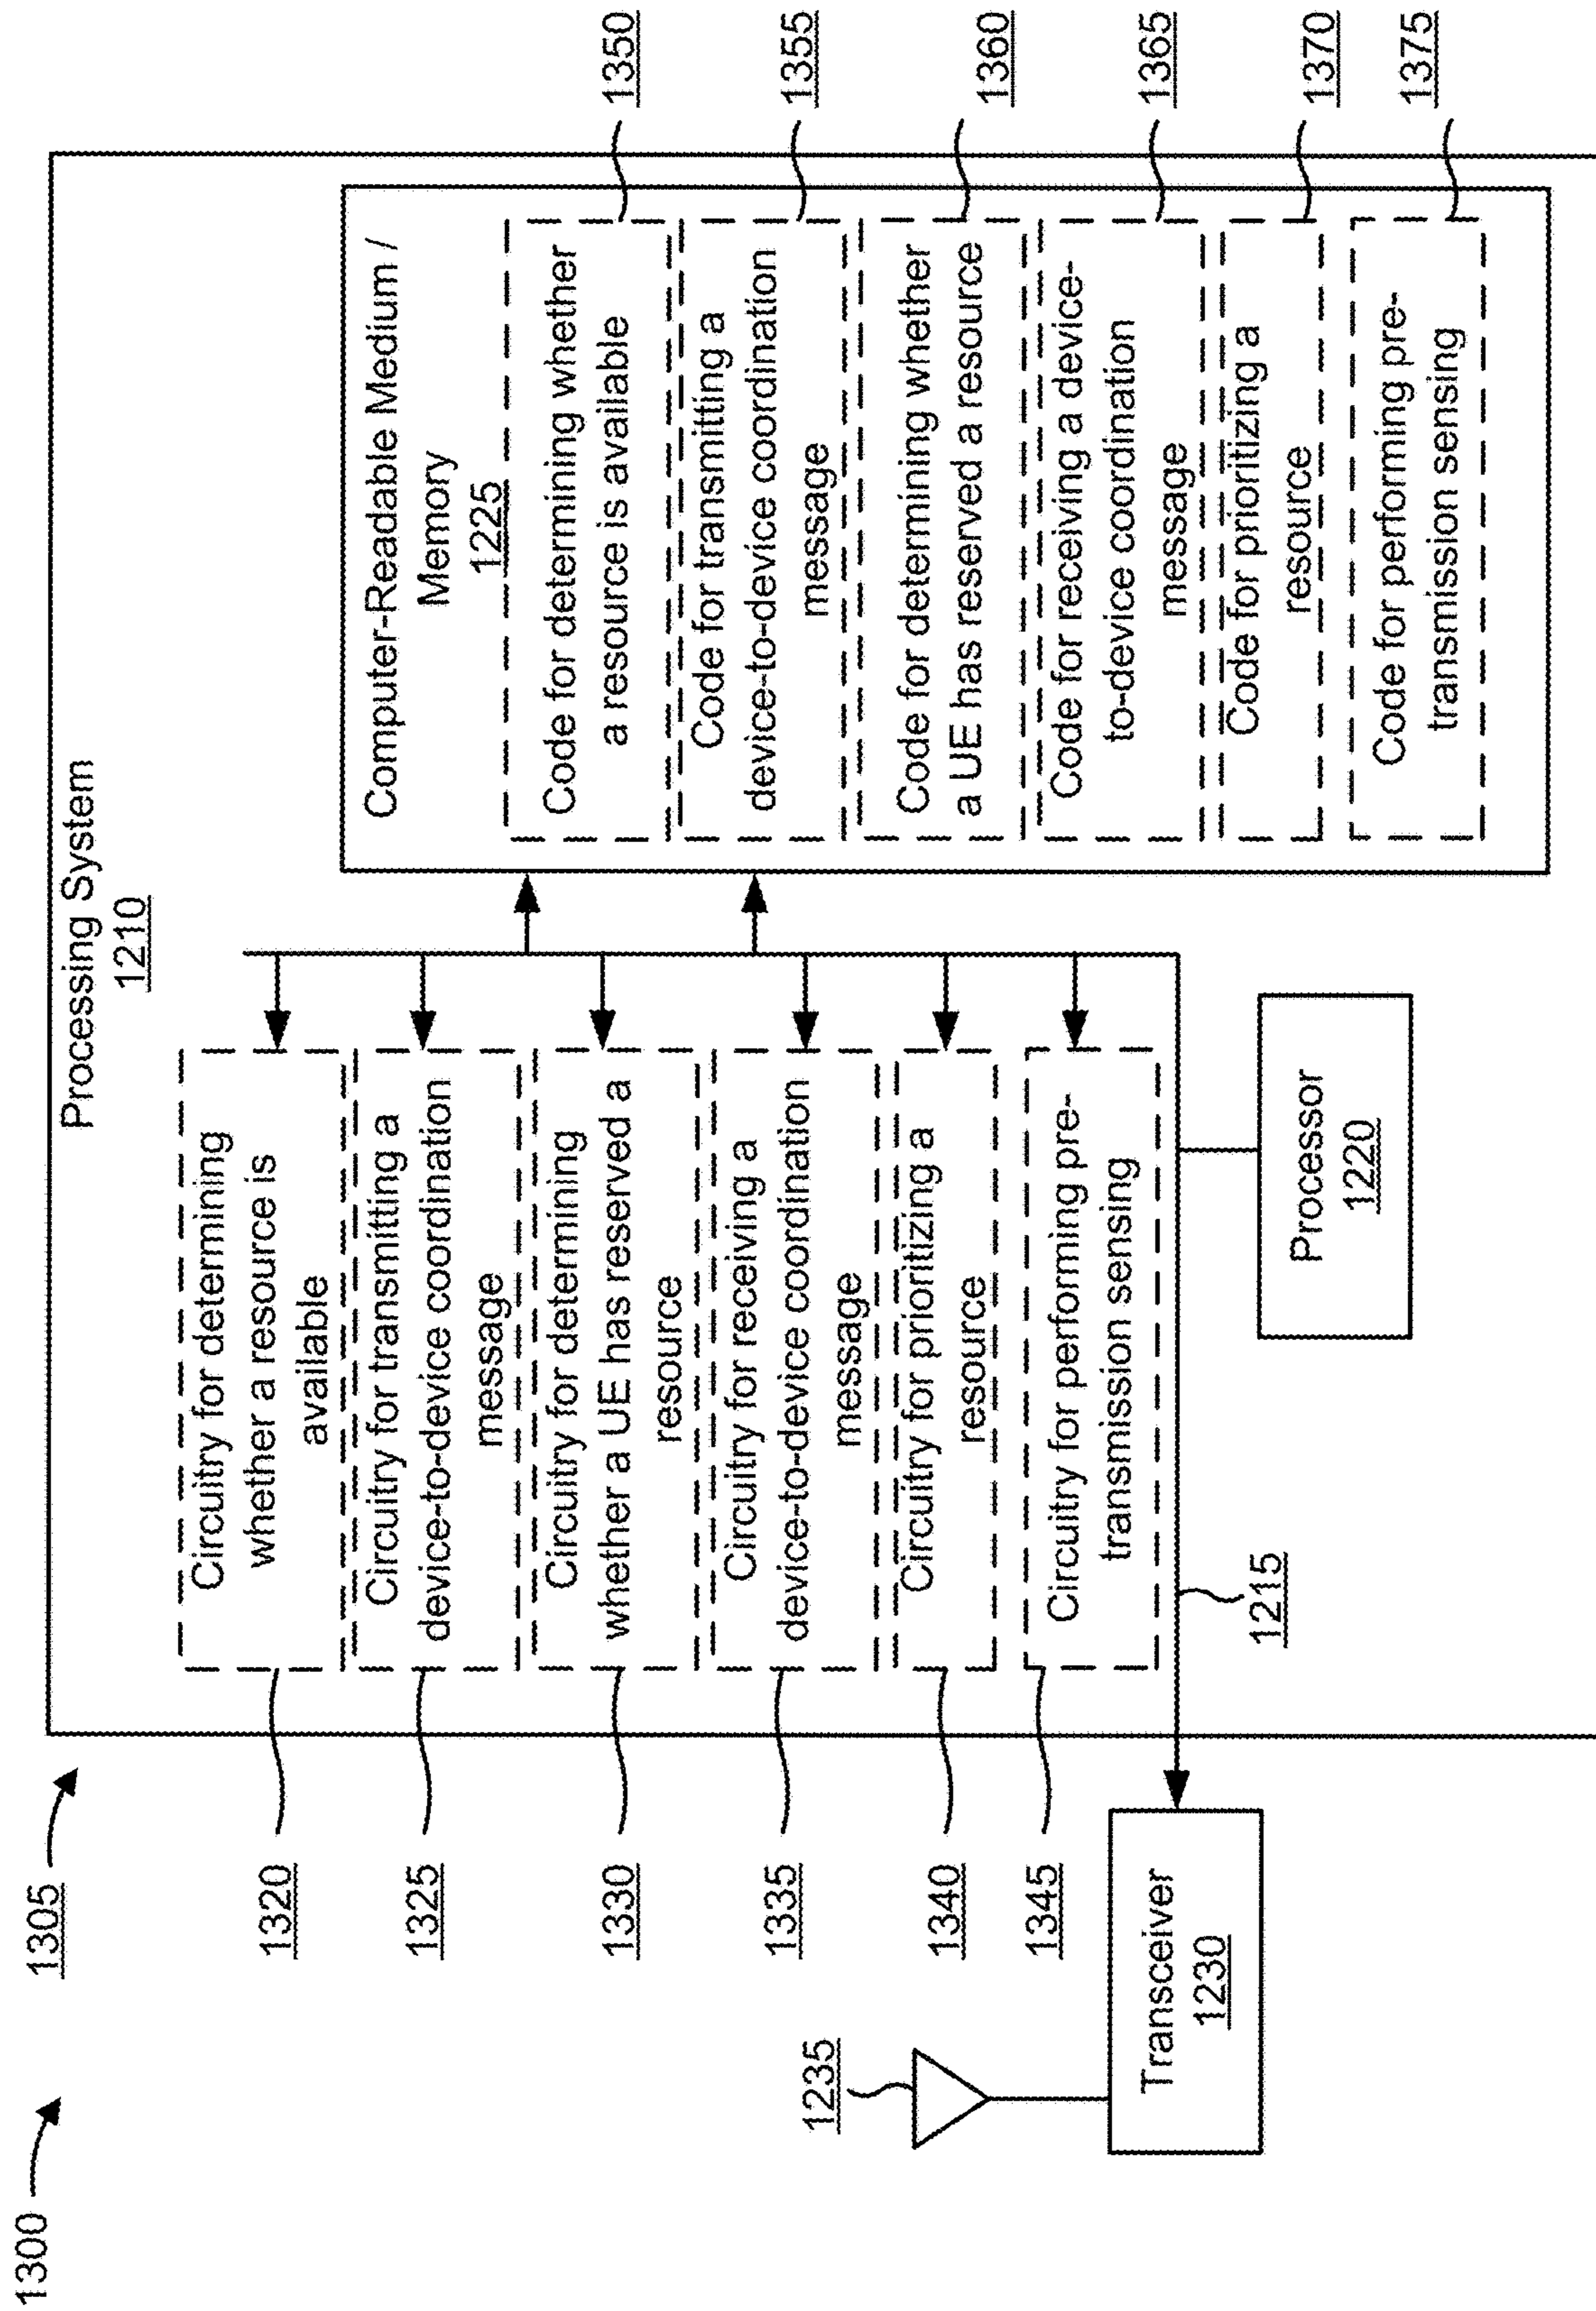 1300
1305
Processing System
1210
1320
Circuitry for determining
whether a resource is
available
1325
Circuitry for transmitting a
device-to-device coordination
message
1330
Circuitry for determining
whether a UE has reserved a
resource
1335
Circuitry for receiving a
device-to-device coordination
message
1340
Circuitry for prioritizing a
resource
1345
Circuitry for performing pre-
transmission sensing
Computer-Readable Medium /
Memory
1225
Code for determining whether
a resource is available
1350
Code for transmitting a
device-to-device coordination
message
1355
Code for determining whether
a UE has reserved a resource
1360
Code for receiving a device-
to-device coordination
message
1365
Code for prioritizing a
resource
1370
Code for performing pre-
transmission sensing
1375
1235
Transceiver
1230
1215
Processor
1220